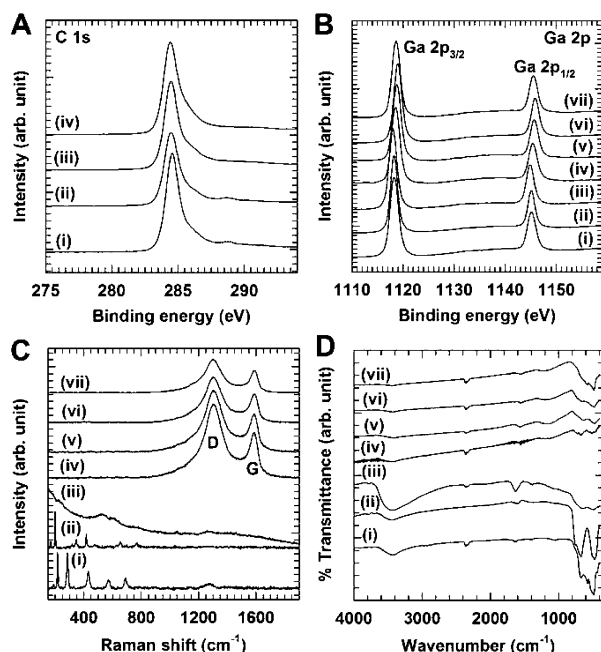 A
C 1s
(iv)
(iii)
(ii)
(i)
Intensity (arb. unit)
275 280 285 290
Binding energy (eV)
B
Ga 2p3/2
Ga 2p
Ga 2p1/2
(vii)
(vi)
(v)
(iv)
(iii)
(ii)
(i)
Intensity (arb. unit)
1110 1120 1130 1140 1150
Binding energy (eV)
C
(vii)
(vi)
(v)
(iv)
(iii)
(ii)
(i)
D
G
Intensity (arb. unit)
400 800 1200 1600
Raman shift (cm-1)
D
(vii)
(vi)
(v)
(iv)
(iii)
(ii)
(i)
% Transmittance (arb. unit)
4000 3000 2000 1000
Wavenumber (cm-1)